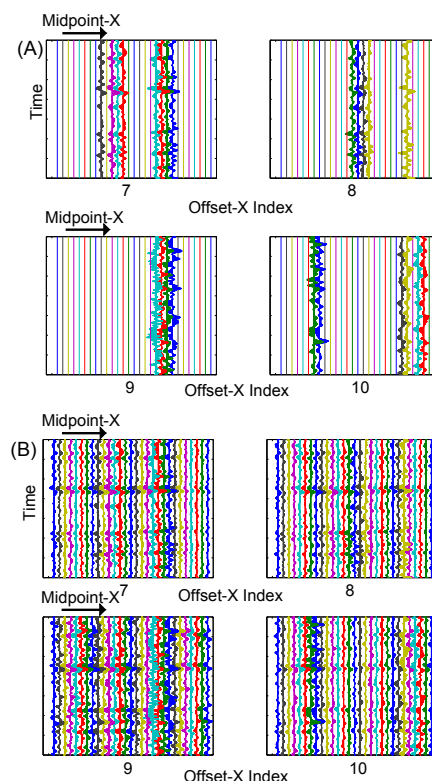 Midpoint-X
(A)
Time
7
8
Offset-X Index
Midpoint-X
9
10
Offset-X Index
Midpoint-X
(B)
Time
7
8
Offset-X Index
Midpoint-X
9
10
Offset-X Index